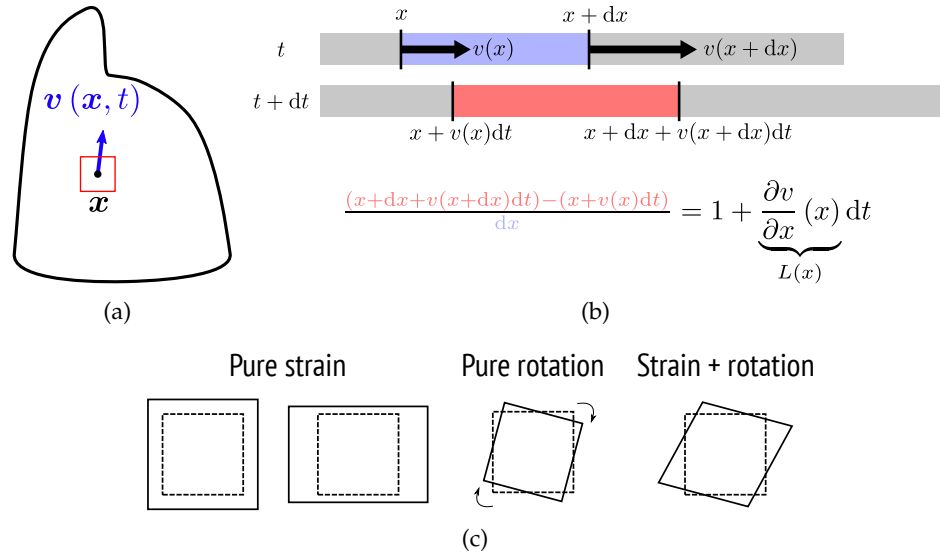 v (x, t)
x
(a)
x x + dx
t v(x) v(x + dx)
t + dt
x + v(x)dt x + dx + v(x + dx)dt
(x+dx+v(x+dx)dt)−(x+v(x)dt)
dx
= 1 + ∂v/∂x (x) dt
L(x)
(b)
Pure strain Pure rotation Strain + rotation
(c)